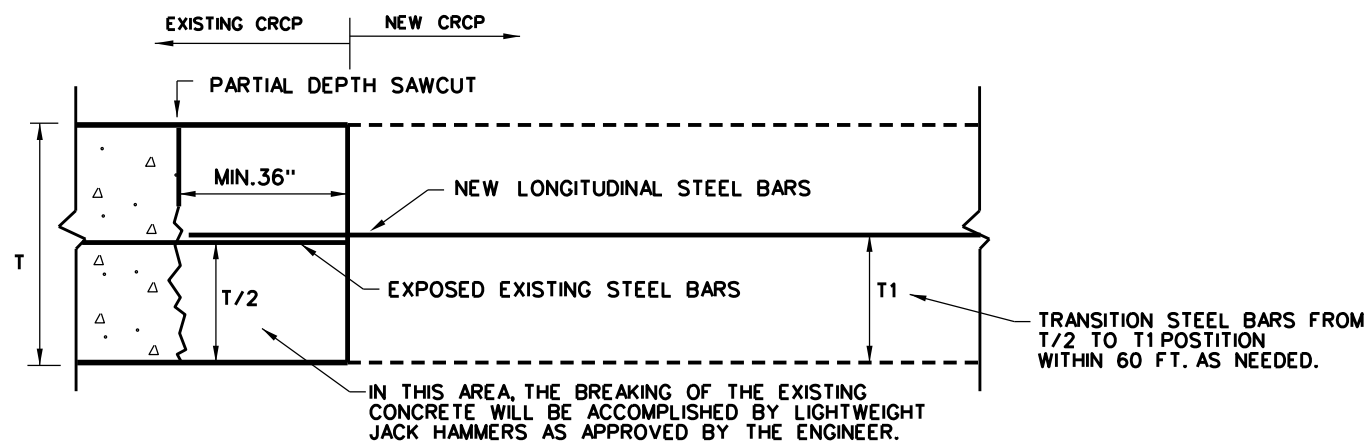 EXISTING CRCP
NEW CRCP
PARTIAL DEPTH SAWCUT
MIN.36"
NEW LONGITUDINAL STEEL BARS
T
T/2
EXPOSED EXISTING STEEL BARS
T1
TRANSITION STEEL BARS FROM
T/2 TO T1 POSTITION
WITHIN 60 FT. AS NEEDED.
IN THIS AREA, THE BREAKING OF THE EXISTING
CONCRETE WILL BE ACCOMPLISHED BY LIGHTWEIGHT
JACK HAMMERS AS APPROVED BY THE ENGINEER.